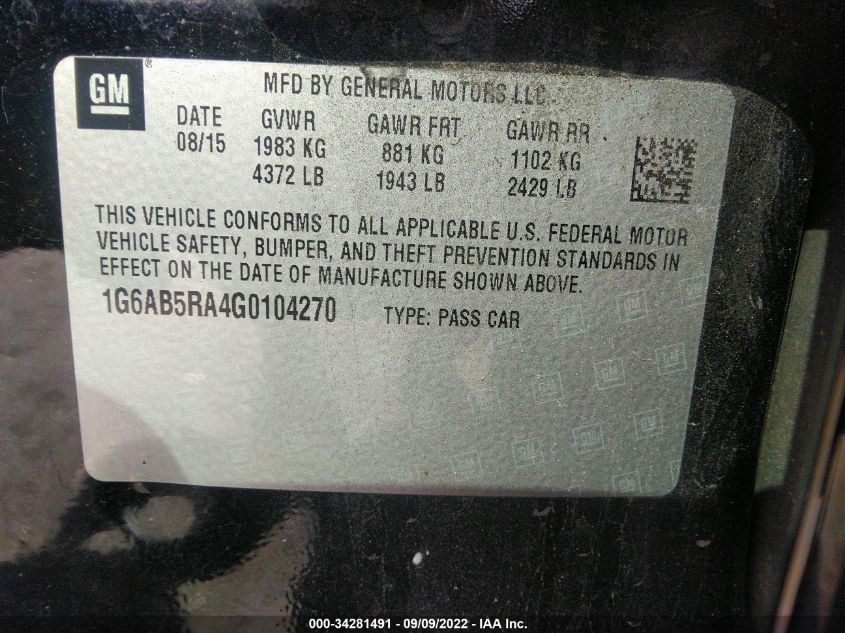 GM ®
MFD BY GENERAL MOTORS LLC
DATE GVWR GAWR FRT GAWR RR
08/15 1983 KG 881 KG 1102 KG
4372 LB 1943 LB 2429 LB
THIS VEHICLE CONFORMS TO ALL APPLICABLE U.S. FEDERAL MOTOR
VEHICLE SAFETY, BUMPER, AND THEFT PREVENTION STANDARDS IN
EFFECT ON THE DATE OF MANUFACTURE SHOWN ABOVE.
1G6AB5RA4G0104270 TYPE: PASS CAR
000-34281491 - 09/09/2022 - IAA Inc.